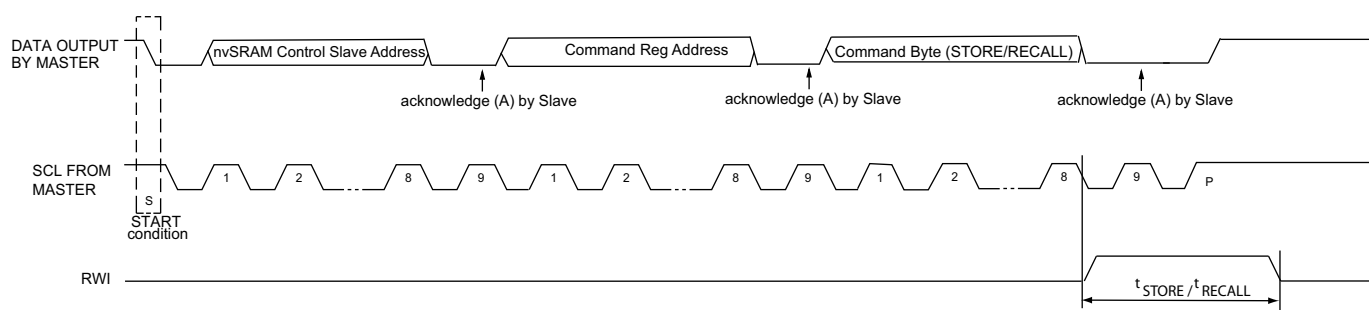 DATA OUTPUT
BY MASTER
nvSRAM Control Slave Address
Command Reg Address
Command Byte (STORE/RECALL)
acknowledge (A) by Slave
acknowledge (A) by Slave
acknowledge (A) by Slave
SCL FROM
MASTER
1 2 8 9 1 2 8 9 1 2 8 9 P
S
START
condition
RWI
tSTORE/tRECALL